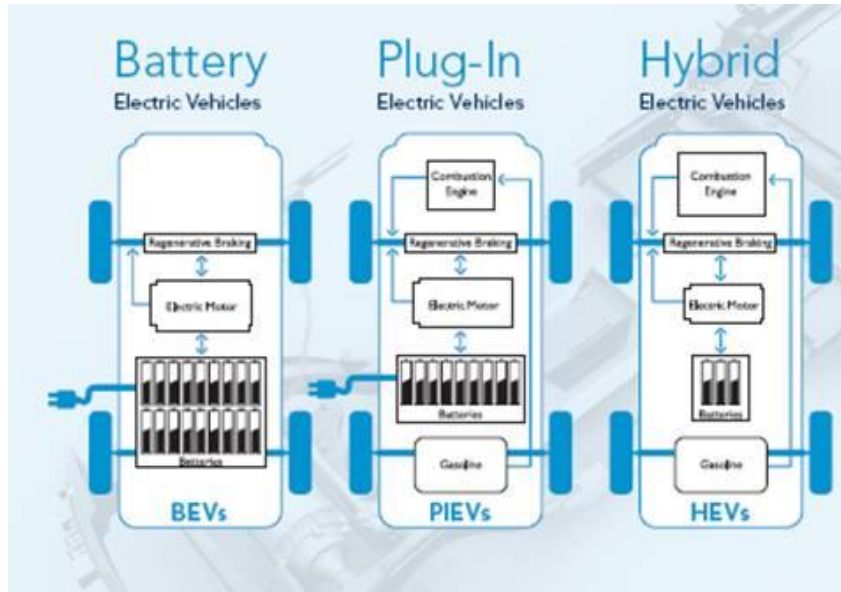 Battery
Electric Vehicles
Regenerative Braking
Electric Motor
Batteries
BEVs
Plug-In
Electric Vehicles
Combustion
Engine
Regenerative Braking
Electric Motor
Batteries
Gasoline
PIEVs
Hybrid
Electric Vehicles
Combustion
Engine
Regenerative Braking
Electric Motor
Batteries
Gasoline
HEVs